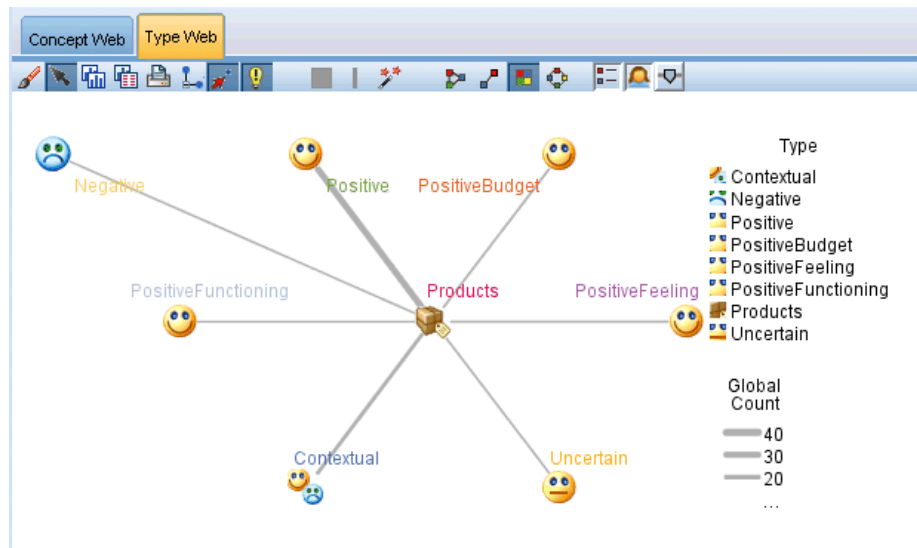 Concept Web
Type Web
Negative
Positive
PositiveBudget
PositiveFunctioning
Products
PositiveFeeling
Contextual
Uncertain
Type
Contextual
Negative
Positive
PositiveBudget
PositiveFeeling
PositiveFunctioning
Products
Uncertain
Global
Count
40
30
20
...